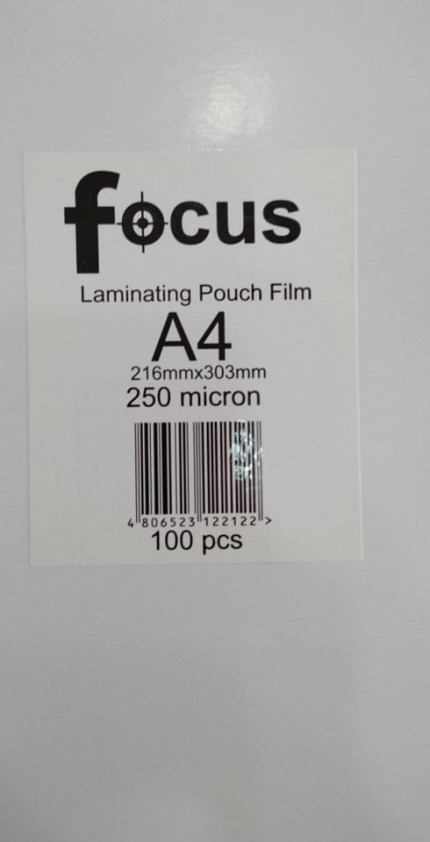 focus
Laminating Pouch Film
A4
216mmx303mm
250 micron
4 806523 122122 >
100 pcs